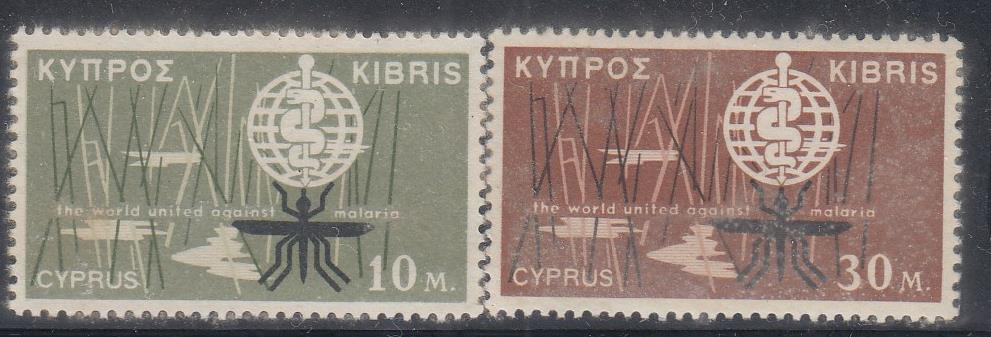 ΚΥΠΡΟΣ KIBRIS
the world united against malaria
CYPRUS 10 M.
ΚΥΠΡΟΣ KIBRIS
the world united against malaria
CYPRUS 30 M.